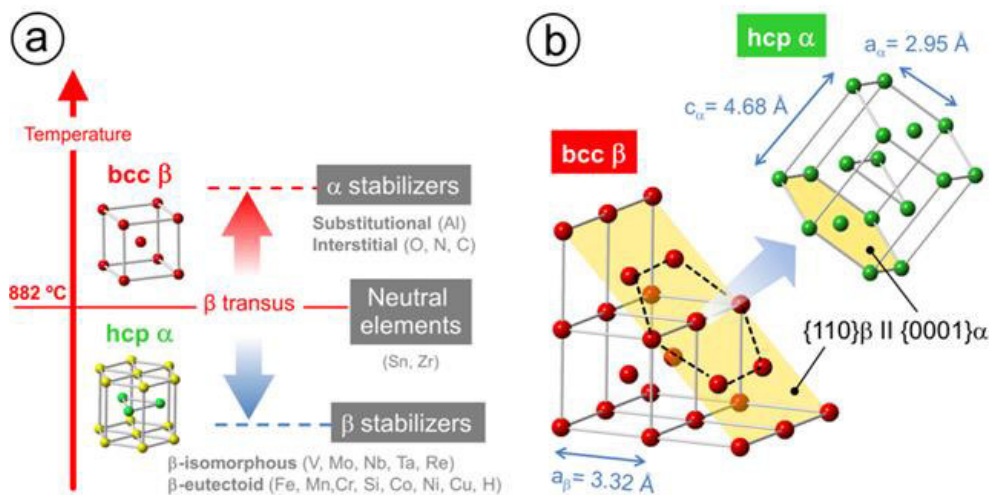 a
Temperature
bcc β
882 ºC
β transus
hcp α
α stabilizers
Substitutional (Al)
Interstitial (O, N, C)
Neutral
elements
(Sn, Zr)
β stabilizers
β-isomorphous (V, Mo, Nb, Ta, Re)
β-eutectoid (Fe, Mn,Cr, Si, Co, Ni, Cu, H)
b
hcp α
aα= 2.95 Å
cα= 4.68 Å
bcc β
{110}β II {0001}α
aβ= 3.32 Å